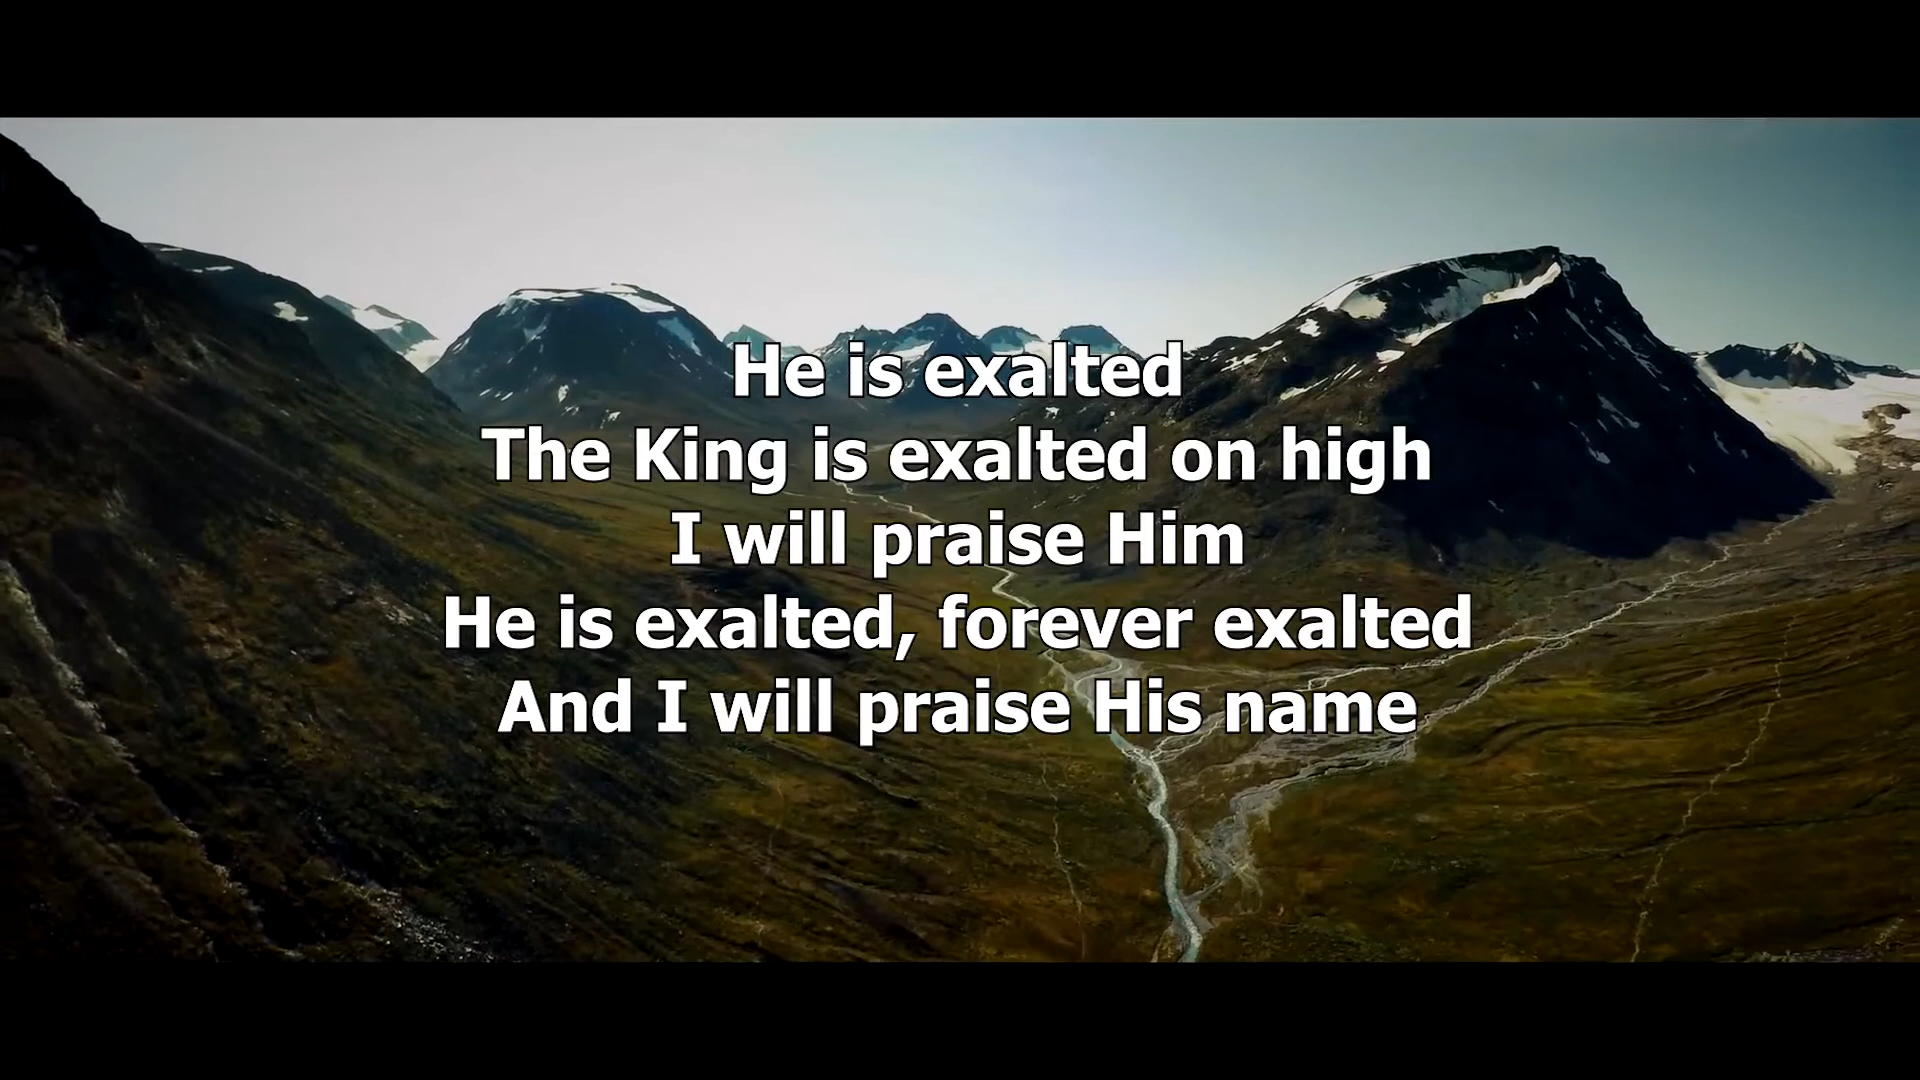 He is exalted
The King is exalted on high
I will praise Him
He is exalted, forever exalted
And I will praise His name